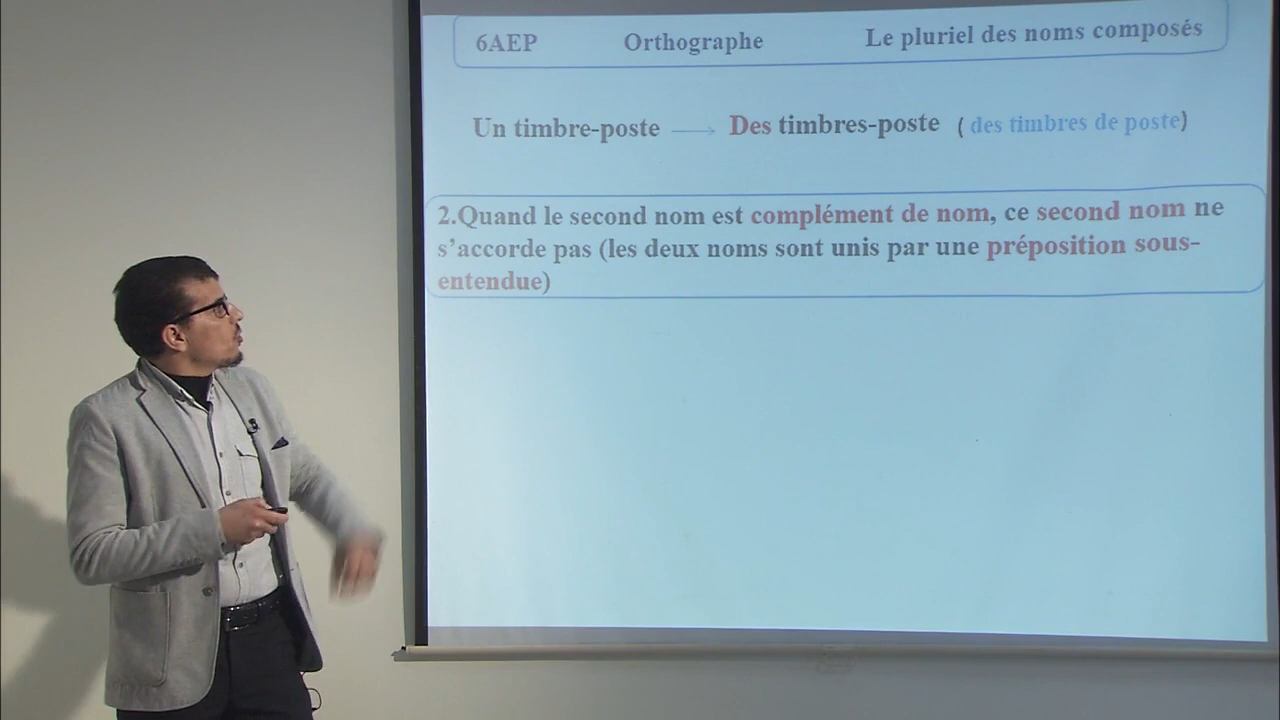 6AEP Orthographe Le pluriel des noms composés
Un timbre-poste → Des timbres-poste ( des timbres de poste)
2.Quand le second nom est complément de nom, ce second nom ne
s’accorde pas (les deux noms sont unis par une préposition sous-
entendue)